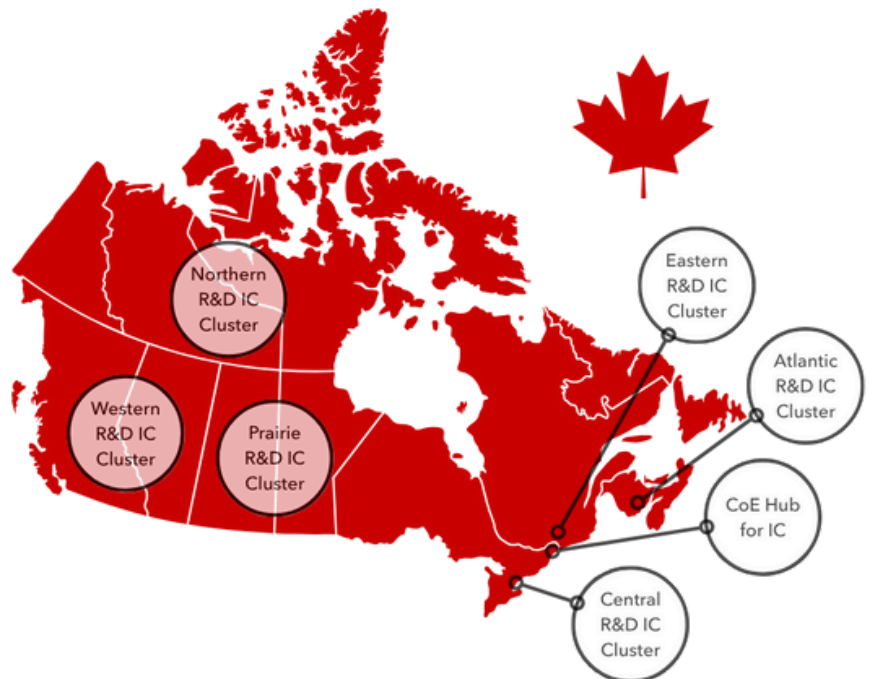 Northern
R&D IC
Cluster
Western
R&D IC
Cluster
Prairie
R&D IC
Cluster
Eastern
R&D IC
Cluster
Atlantic
R&D IC
Cluster
CoE Hub
for IC
Central
R&D IC
Cluster